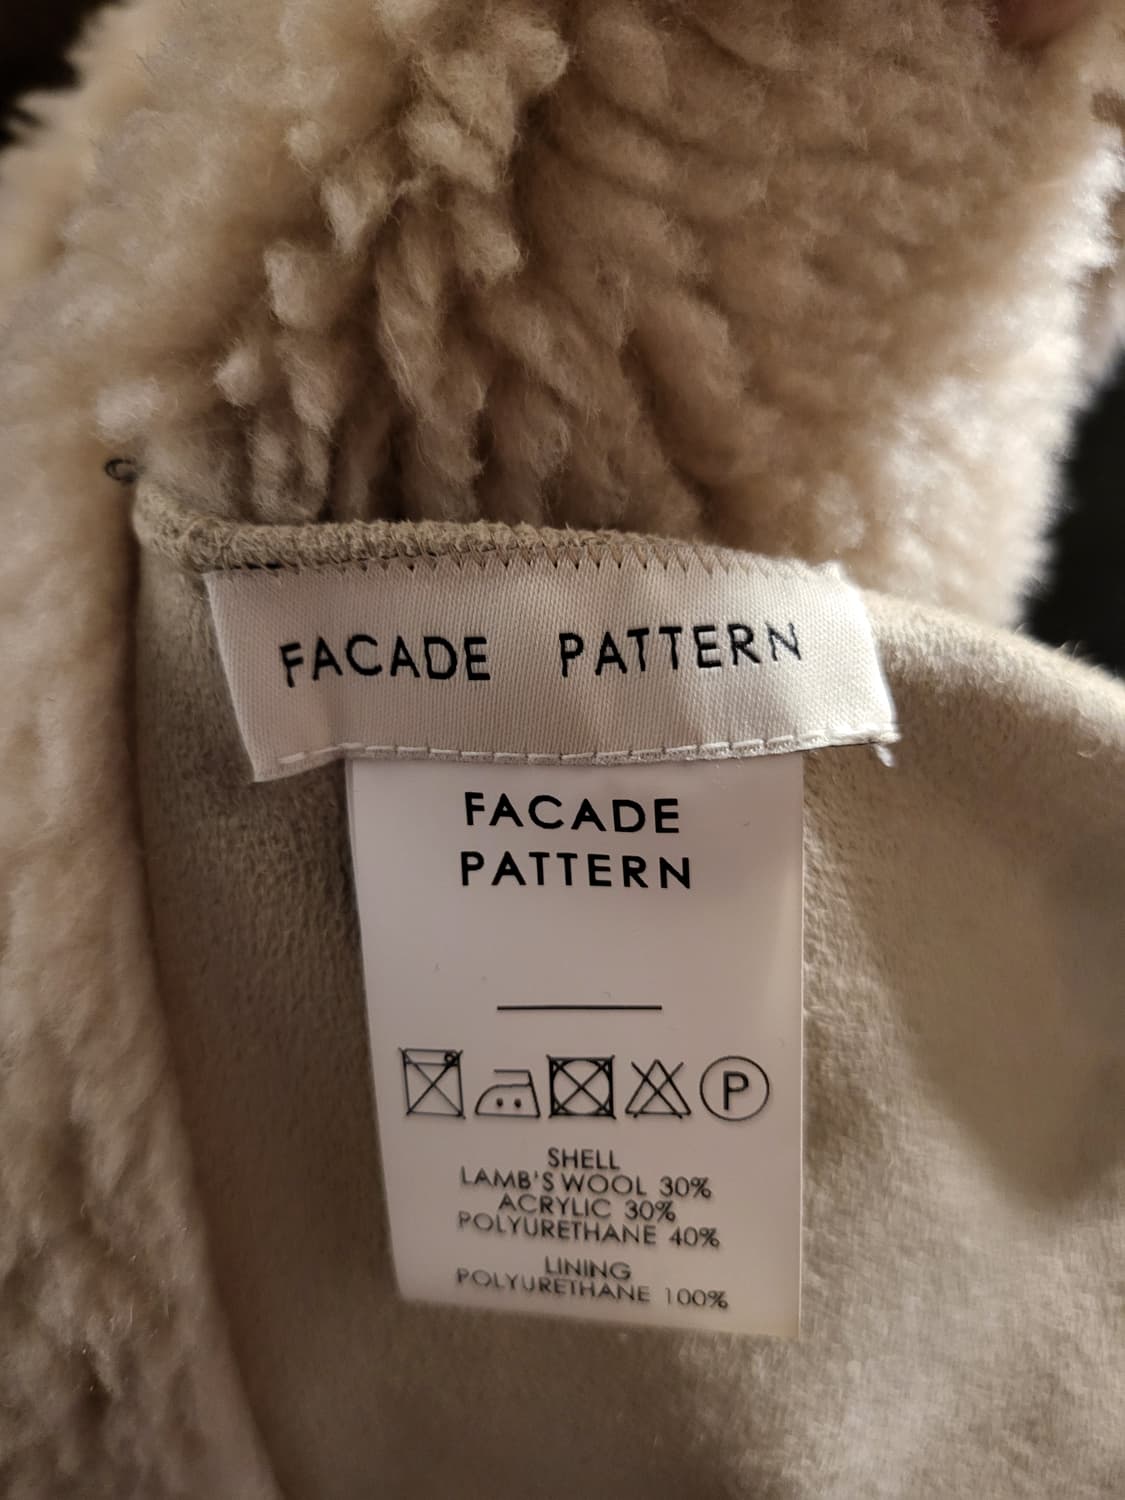 FACADE PATTERN
FACADE
PATTERN
P
SHELL
LAMB'S WOOL 30%
ACRYLIC 30%
POLYURETHANE 40%
LINING
POLYURETHANE 100%